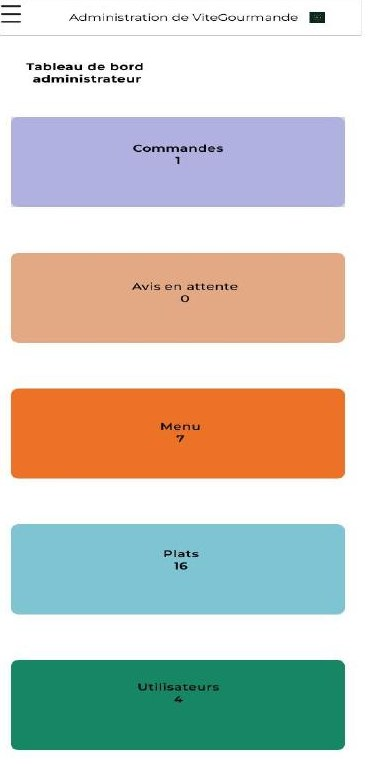 Administration de ViteGourmande
Tableau de bord
administrateur
Commandes
1
Avis en attente
0
Menu
7
Plats
16
Utilisateurs
4